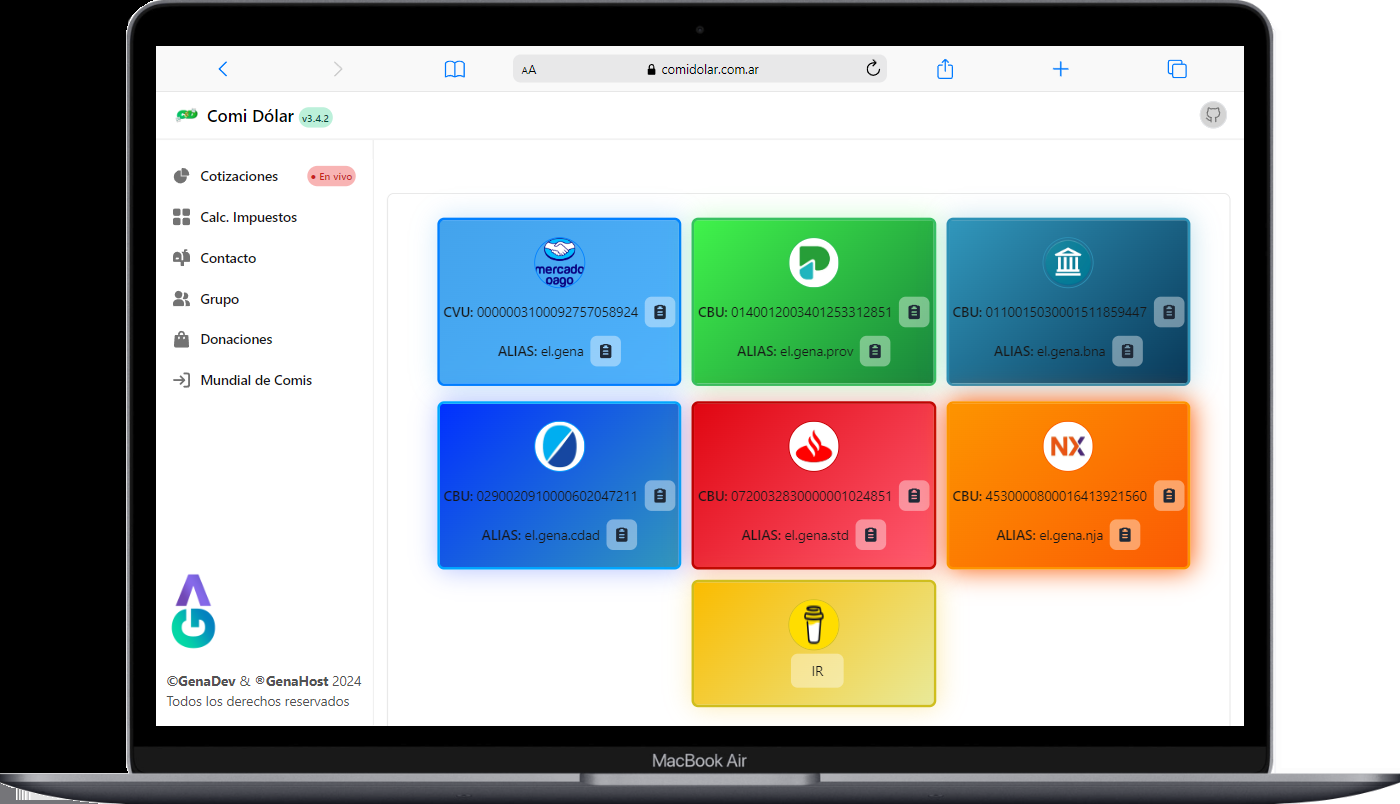 AA
comidolar.com.ar
Comi Dólar v3.4.2
Cotizaciones
• En vivo
Calc. Impuestos
Contacto
Grupo
Donaciones
Mundial de Comis
©GenaDev & ®GenaHost 2024
Todos los derechos reservados
mercado
pago
CVU: 0000003100092757058924
ALIAS: el.gena
CBU: 0140012003401253312851
ALIAS: el.gena.prov
CBU: 0110015030001511859447
ALIAS: el.gena.bna
CBU: 0290020910000602047211
ALIAS: el.gena.cdad
CBU: 0720032830000001024851
ALIAS: el.gena.std
NX
CBU: 4530000800016413921560
ALIAS: el.gena.nja
IR
MacBook Air